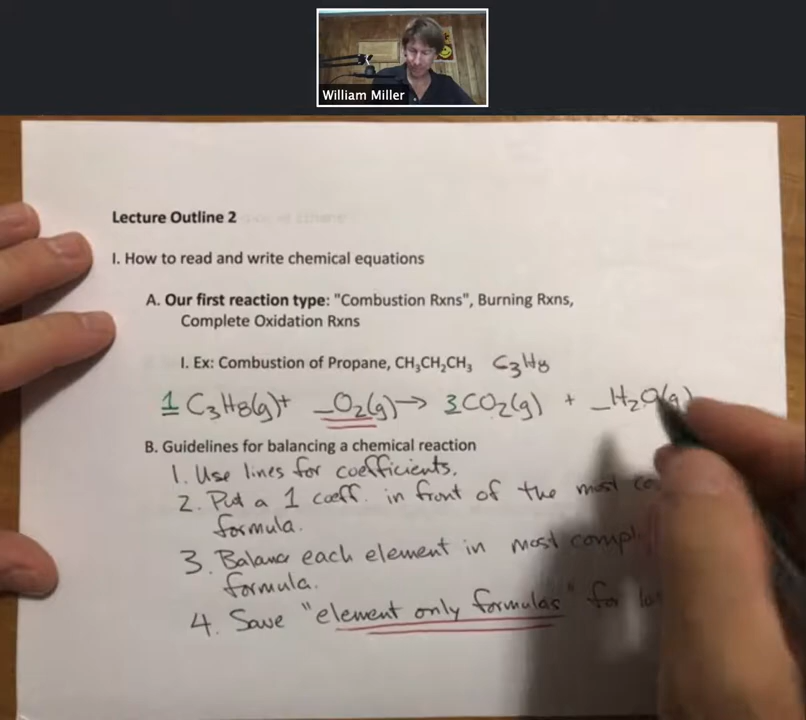 William Miller
Lecture Outline 2
I. How to read and write chemical equations
A. Our first reaction type: "Combustion Rxns", Burning Rxns,
Complete Oxidation Rxns
I. Ex: Combustion of Propane, CH₃CH₂CH₃ C₃H₈
1 C₃H₈(g) + _O₂(g) → 3CO₂(g) + _H₂O(g)
B. Guidelines for balancing a chemical reaction
1. Use lines for coefficients.
2. Put a 1 coeff. in front of the most
formula.
3. Balance each element in most
formula.
4. Save "element only formulas" for